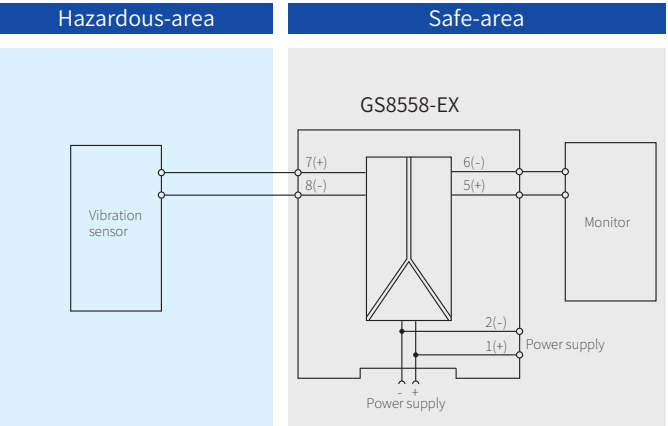 Hazardous-area
Safe-area
GS8558-EX
7(+)
8(-)
6(-)
5(+)
Vibration
sensor
Monitor
2(-)
1(+)
Power supply
- +
Power supply